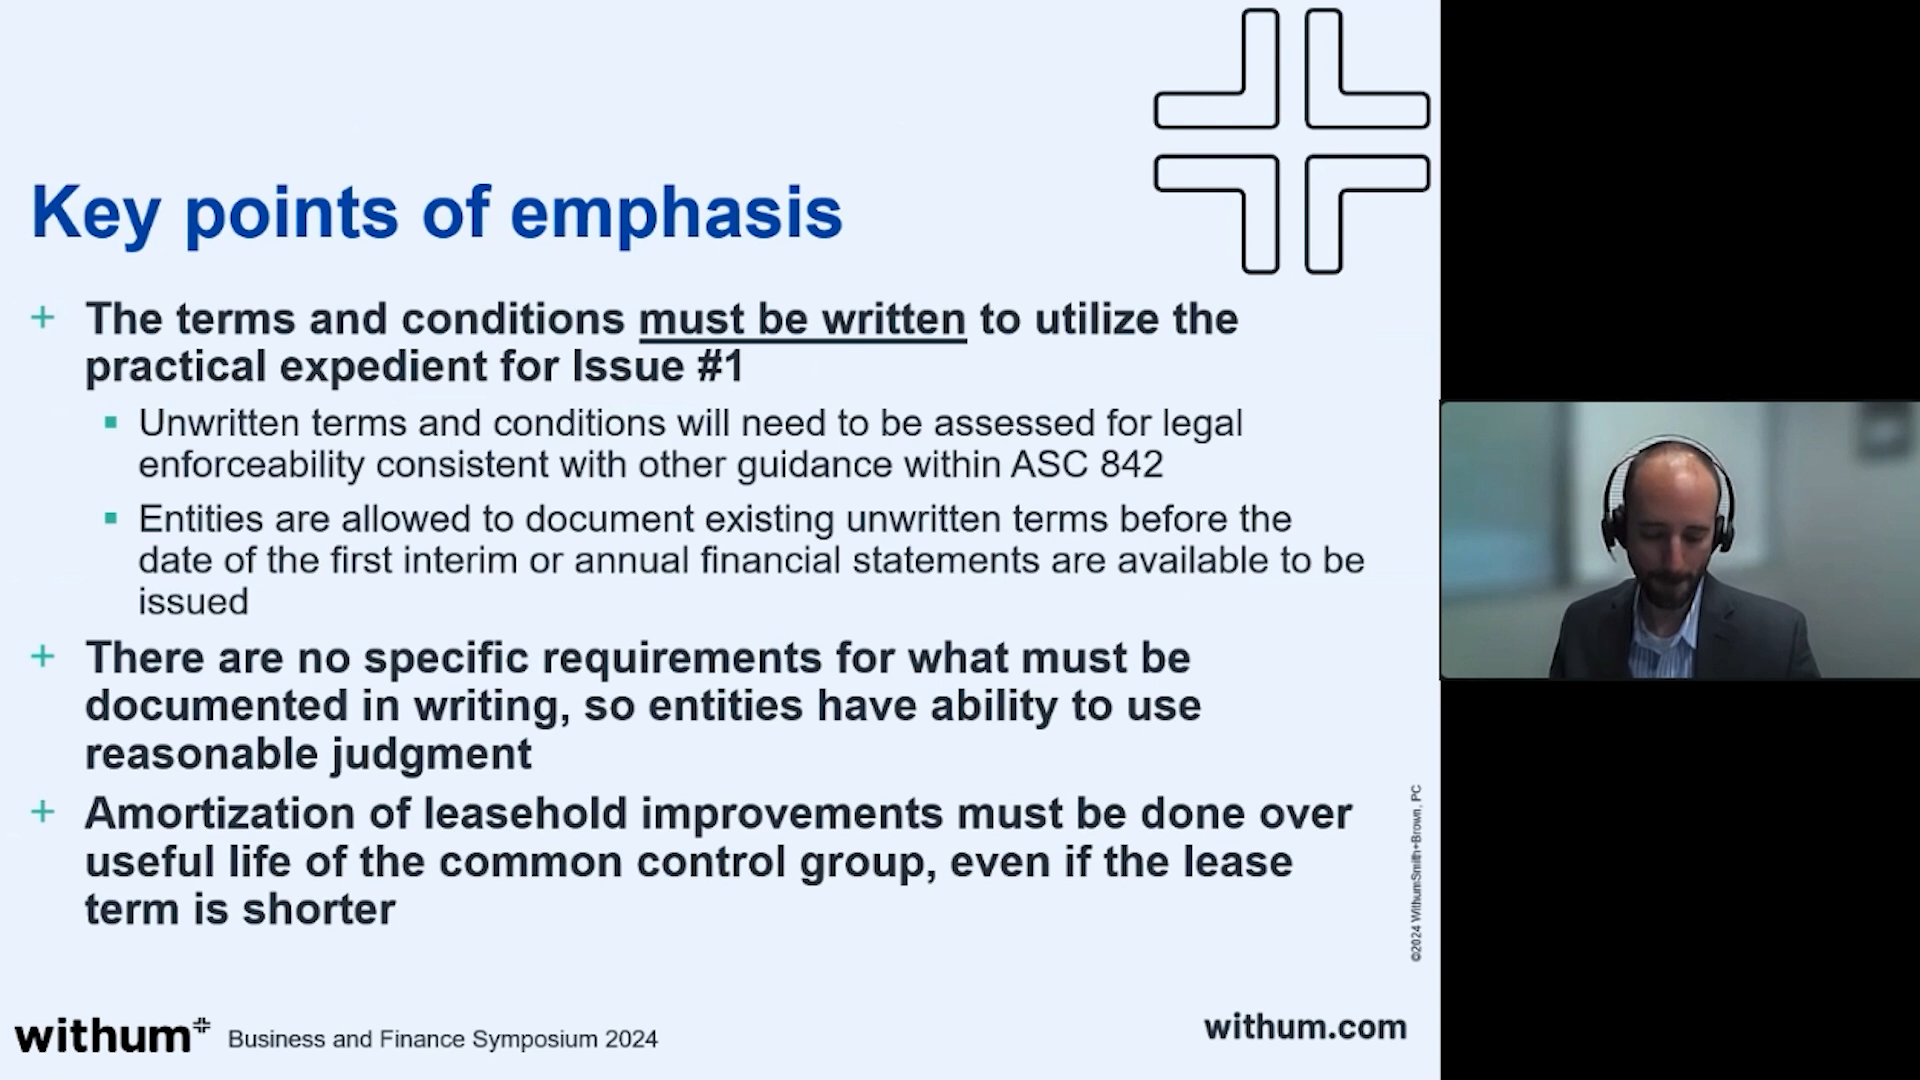 Key points of emphasis
+ The terms and conditions must be written to utilize the
practical expedient for Issue #1
▪ Unwritten terms and conditions will need to be assessed for legal
enforceability consistent with other guidance within ASC 842
▪ Entities are allowed to document existing unwritten terms before the
date of the first interim or annual financial statements are available to be
issued
+ There are no specific requirements for what must be
documented in writing, so entities have ability to use
reasonable judgment
+ Amortization of leasehold improvements must be done over
useful life of the common control group, even if the lease
term is shorter
©2024 WithumSmith+Brown, PC
withum
Business and Finance Symposium 2024
withum.com